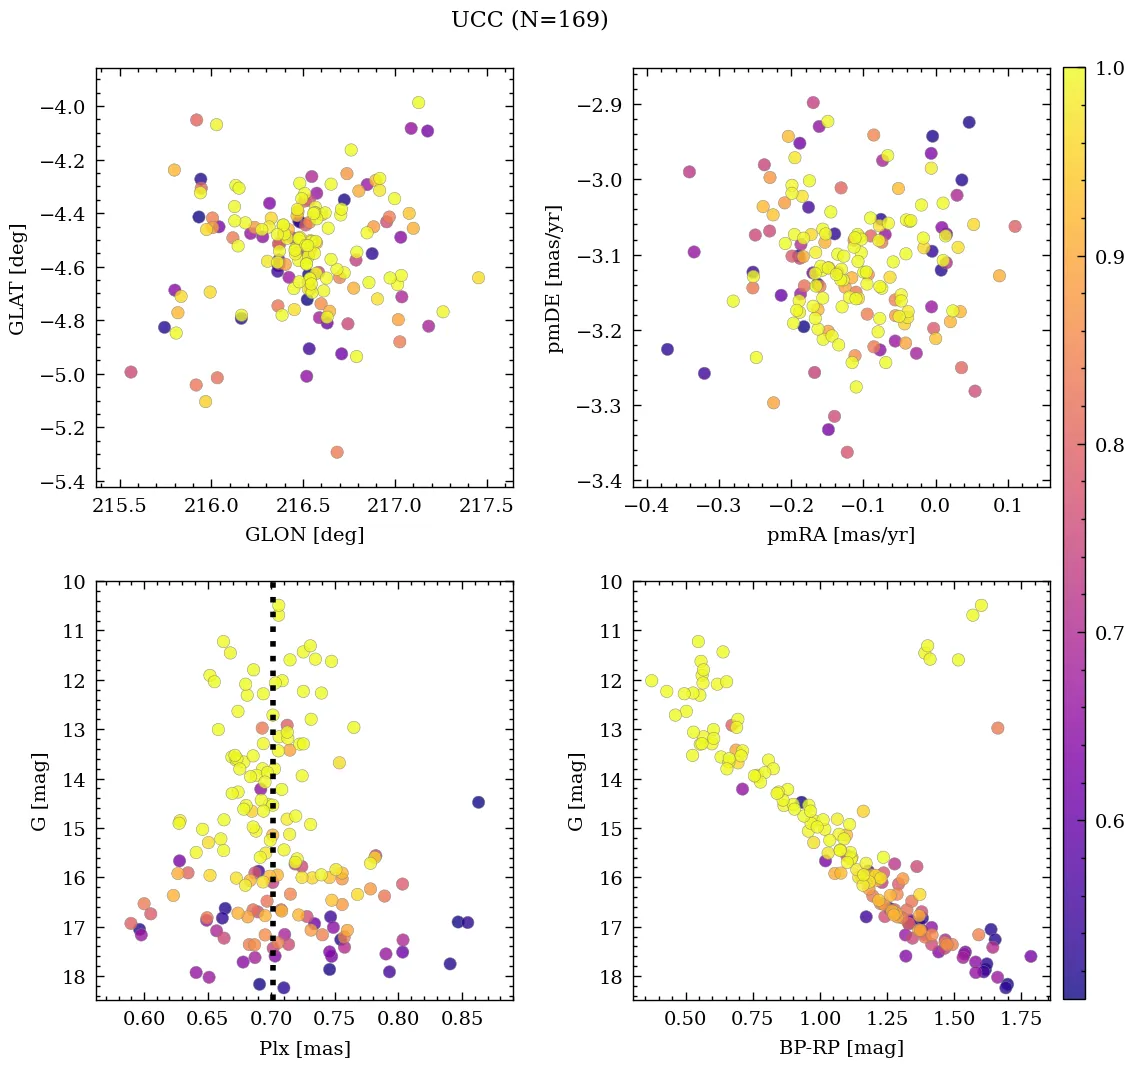 UCC (N=169)
−4.0
−4.2
−4.4
−4.6
−4.8
−5.0
−5.2
−5.4
GLAT [deg]
215.5 216.0 216.5 217.0 217.5
GLON [deg]
−2.9
−3.0
−3.1
−3.2
−3.3
−3.4
pmDE [mas/yr]
−0.4 −0.3 −0.2 −0.1 0.0 0.1
pmRA [mas/yr]
1.0
0.9
0.8
0.7
0.6
10
11
12
13
14
15
16
17
18
G [mag]
0.60 0.65 0.70 0.75 0.80 0.85
Plx [mas]
10
11
12
13
14
15
16
17
18
G [mag]
0.50 0.75 1.00 1.25 1.50 1.75
BP-RP [mag]